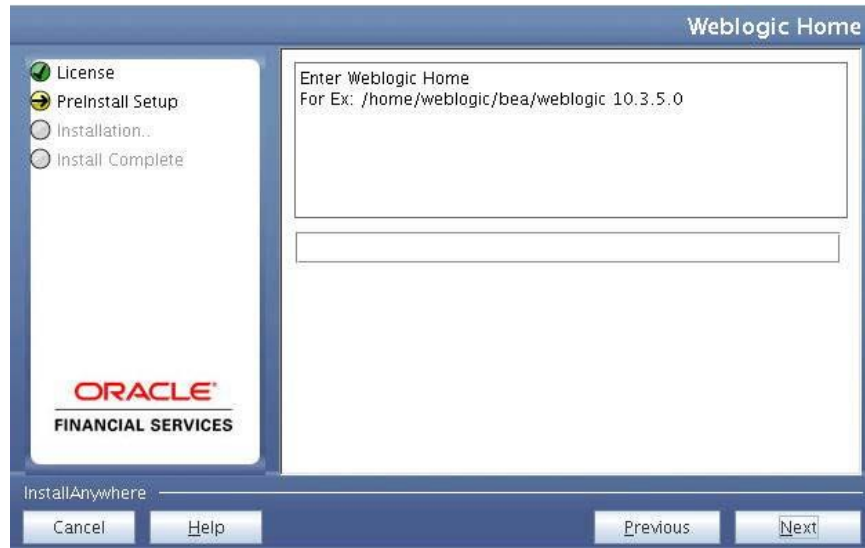 Weblogic Home
License
PreInstall Setup
Installation..
Install Complete
Enter Weblogic Home
For Ex: /home/weblogic/bea/weblogic 10.3.5.0
ORACLE
FINANCIAL SERVICES
InstallAnywhere
Cancel
Help
Previous
Next